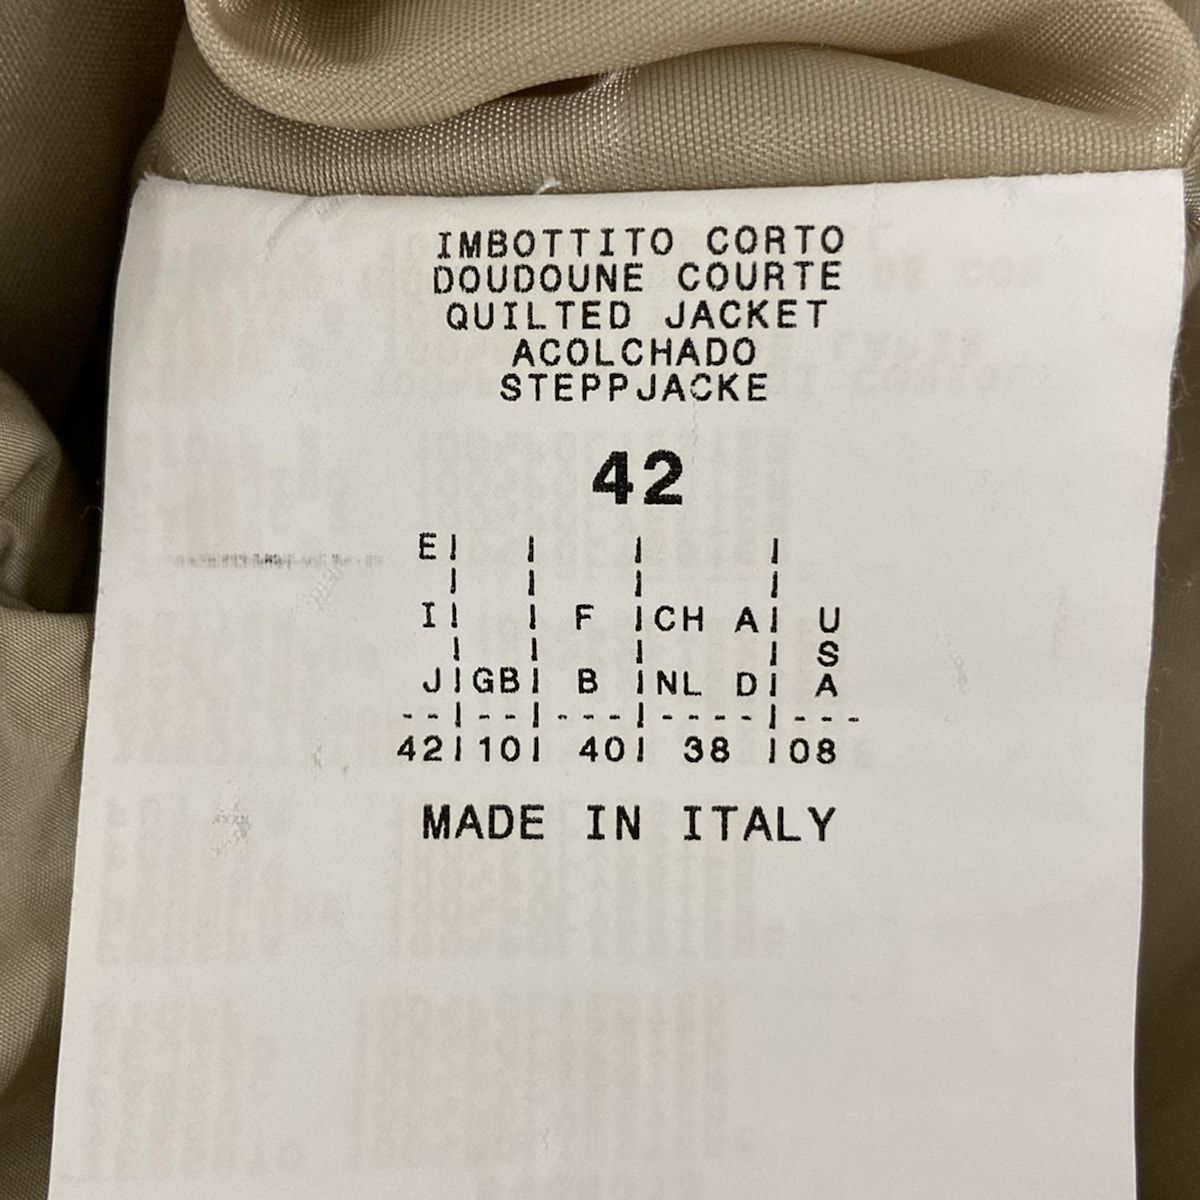 IMBOTTITO CORTO
DOUDOUNE COURTE
QUILTED JACKET
ACOLCHADO
STEPPJACKE
42
E| | | |
I| | F |CH A| U
S
J|GB| B |NL D| A
--|--|---|----|---
42|10| 40| 38 |08
MADE IN ITALY